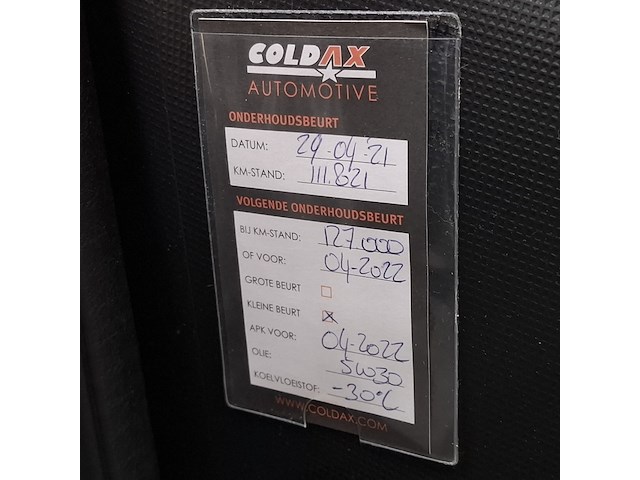 COLDAX
AUTOMOTIVE
ONDERHOUDSBEURT
DATUM: 29-04-21
KM-STAND: 111.821
VOLGENDE ONDERHOUDSBEURT
BIJ KM-STAND: 127.000
OF VOOR: 04-2022
GROTE BEURT
KLEINE BEURT
APK VOOR: 04-2022
OLIE: 5W30
KOELVLOEISTOF: -30°C
WWW.COLDAX.COM